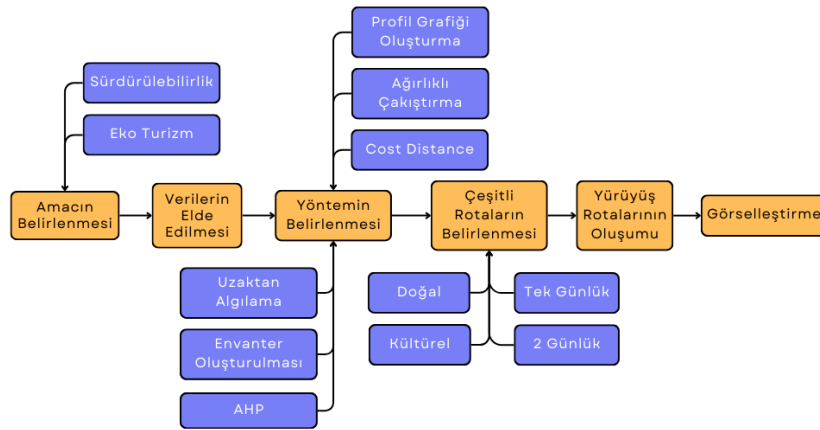 Profil Grafiği
Oluşturma
Sürdürülebilirlik
Ağırlıklı
Çakıştırma
Eko Turizm
Cost Distance
Amacın
Belirlenmesi
Verilerin
Elde
Edilmesi
Yöntemin
Belirlenmesi
Çeşitli
Rotaların
Belirlenmesi
Yürüyüş
Rotalarının
Oluşumu
Görselleştirme
Uzaktan
Algılama
Doğal
Tek Günlük
Envanter
Oluşturulması
Kültürel
2 Günlük
AHP